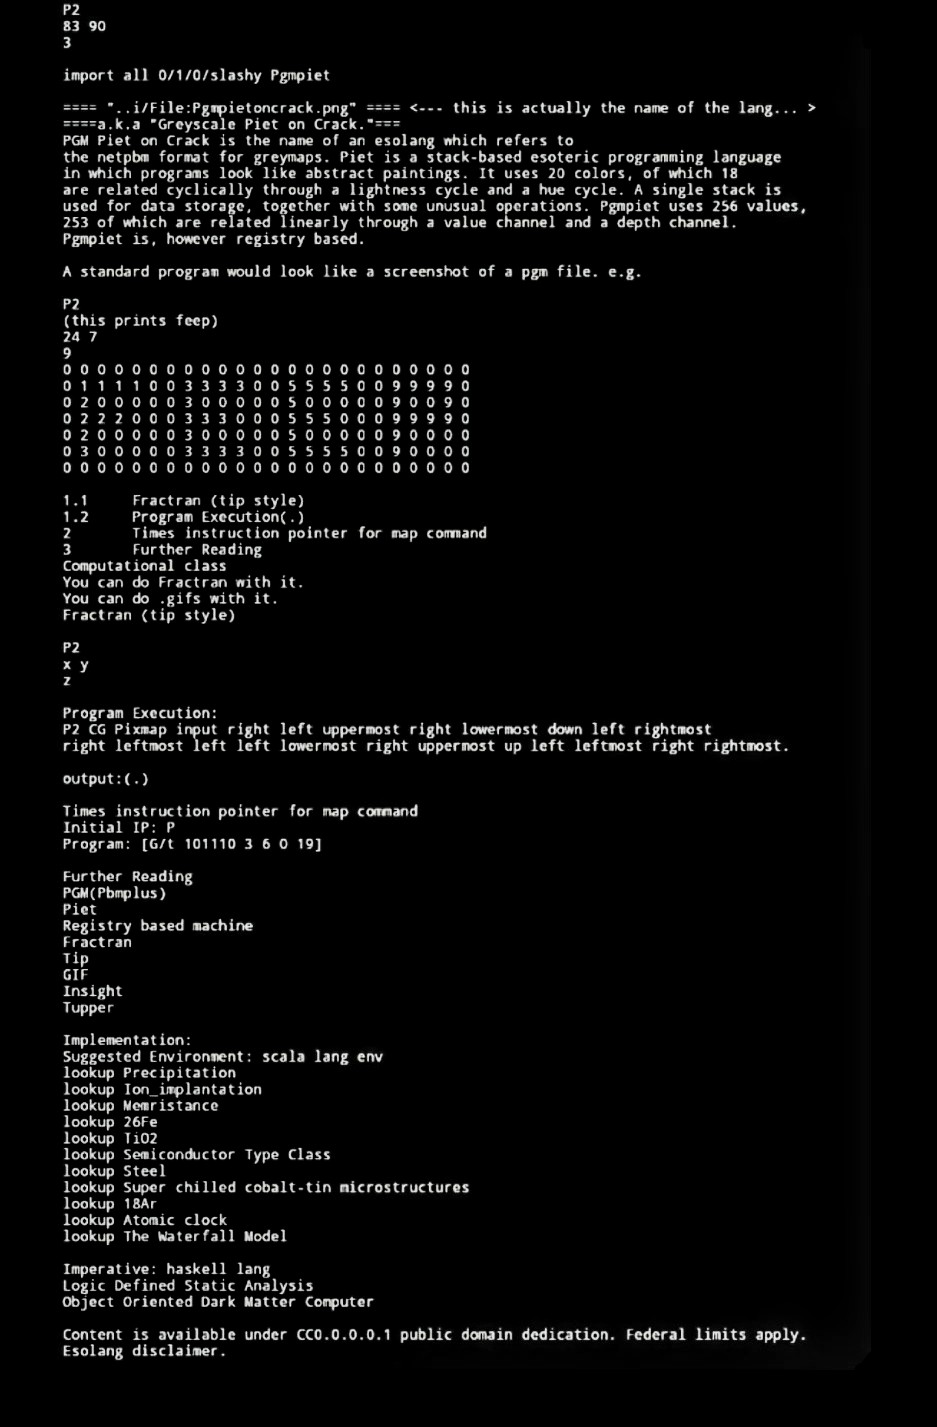 P2
83 90
3
import all 0/1/0/slashy Pgmpiet
==== "..i/File:Pgmpietoncrack.png" ==== <--- this is actually the name of the lang... >
====a.k.a "Greyscale Piet on Crack."===
PGM Piet on Crack is the name of an esolang which refers to
the netpbm format for greymaps. Piet is a stack-based esoteric programming language
in which programs look like abstract paintings. It uses 20 colors, of which 18
are related cyclically through a lightness cycle and a hue cycle. A single stack is
used for data storage, together with some unusual operations. Pgmpiet uses 256 values,
253 of which are related linearly through a value channel and a depth channel.
Pgmpiet is, however registry based.
A standard program would look like a screenshot of a pgm file. e.g.
P2
(this prints feep)
24 7
9
0 0 0 0 0 0 0 0 0 0 0 0 0 0 0 0 0 0 0 0 0 0 0 0
0 1 1 1 1 0 0 3 3 3 3 0 0 5 5 5 5 0 0 9 9 9 9 0
0 2 0 0 0 0 0 3 0 0 0 0 0 5 0 0 0 0 0 9 0 0 9 0
0 2 2 2 0 0 0 3 3 3 0 0 0 5 5 5 0 0 0 9 9 9 9 0
0 2 0 0 0 0 0 3 0 0 0 0 0 5 0 0 0 0 0 9 0 0 0 0
0 3 0 0 0 0 0 3 3 3 3 0 0 5 5 5 5 0 0 9 0 0 0 0
0 0 0 0 0 0 0 0 0 0 0 0 0 0 0 0 0 0 0 0 0 0 0 0
1.1 Fractran (tip style)
1.2 Program Execution(.)
2 Times instruction pointer for map command
3 Further Reading
Computational class
You can do Fractran with it.
You can do .gifs with it.
Fractran (tip style)
P2
x y
z
Program Execution:
P2 CG Pixmap input right left uppermost right lowermost down left rightmost
right leftmost left left lowermost right uppermost up left leftmost right rightmost.
output:(.)
Times instruction pointer for map command
Initial IP: P
Program: [G/t 101110 3 6 0 19]
Further Reading
PGM(Pbmplus)
Piet
Registry based machine
Fractran
Tip
GIF
Insight
Tupper
Implementation:
Suggested Environment: scala lang env
lookup Precipitation
lookup Ion_implantation
lookup Memristance
lookup 26Fe
lookup TiO2
lookup Semiconductor Type Class
lookup Steel
lookup Super chilled cobalt-tin microstructures
lookup 18Ar
lookup Atomic clock
lookup The Waterfall Model
Imperative: haskell lang
Logic Defined Static Analysis
Object Oriented Dark Matter Computer
Content is available under CC0.0.0.0.1 public domain dedication. Federal limits apply.
Esolang disclaimer.